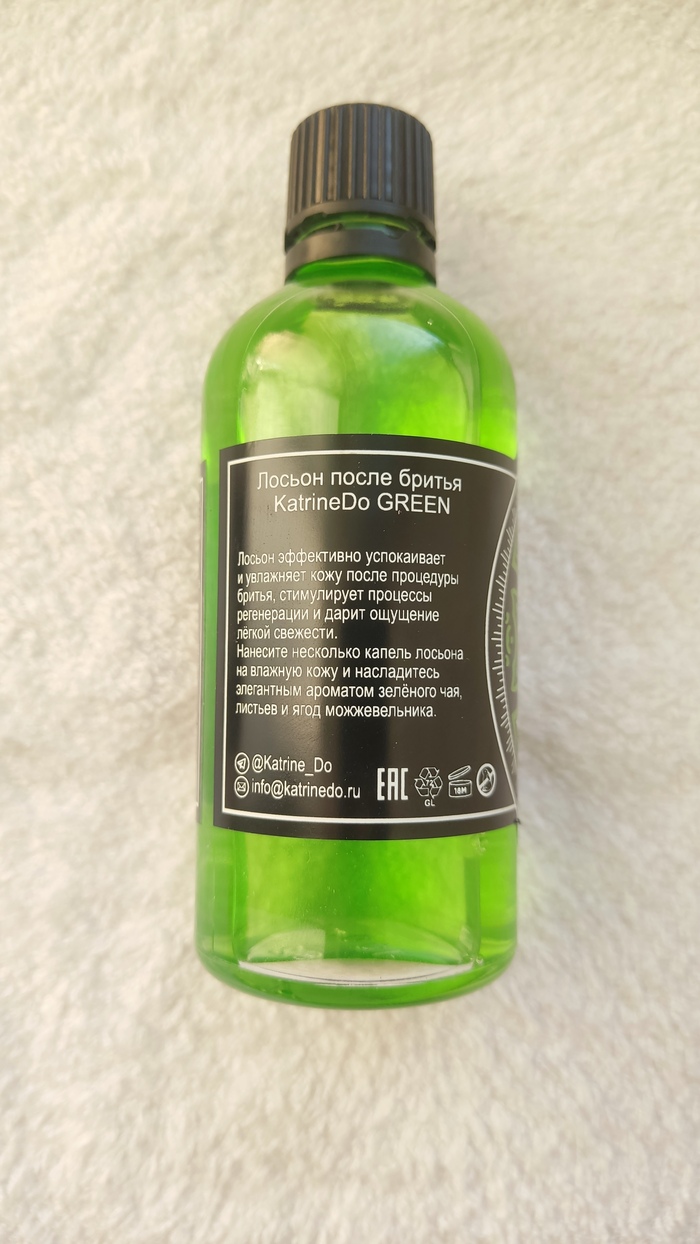 Лосьон после бритья
KatrineDo GREEN
Лосьон эффективно успокаивает
и увлажняет кожу после процедуры
бритья, стимулирует процессы
регенерации и дарит ощущение
лёгкой свежести.
Нанесите несколько капель лосьона
на влажную кожу и насладитесь
элегантным ароматом зелёного чая,
листьев и ягод можжевельника.
@Katrine_Do
info@katrinedo.ru
EAC
72
GL
18M